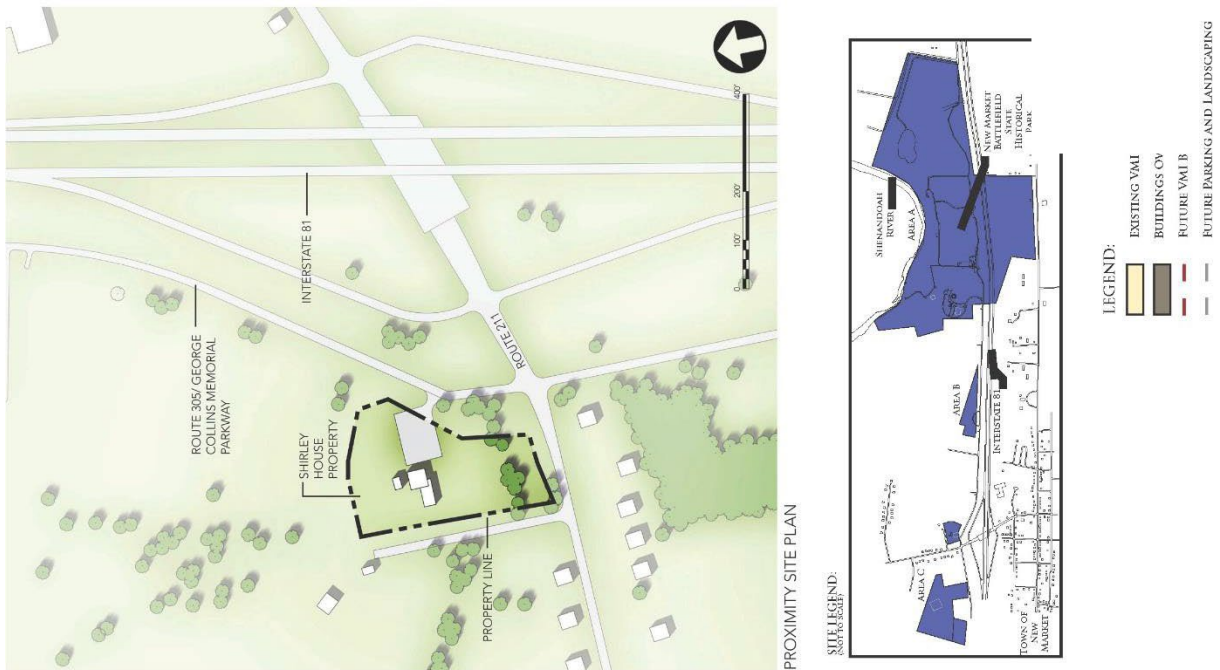 ROUTE 305/ GEORGE
COLLINS MEMORIAL
PARKWAY
INTERSTATE 81
SHIRLEY
HOUSE
PROPERTY
ROUTE 211
PROPERTY LINE
0
100'
200'
400'
PROXIMITY SITE PLAN
SITE LEGEND:
(NOT TO SCALE)
SHENANDOAH
RIVER
AREA A
NEW MARKET
BATTLEFIELD
STATE
HISTORICAL
PARK
AREA B
INTERSTATE 81
AREA C
TOWN OF
NEW
MARKET
LEGEND:
EXISTING VMI
BUILDINGS OV
FUTURE VMI B
FUTURE PARKING AND LANDSCAPING